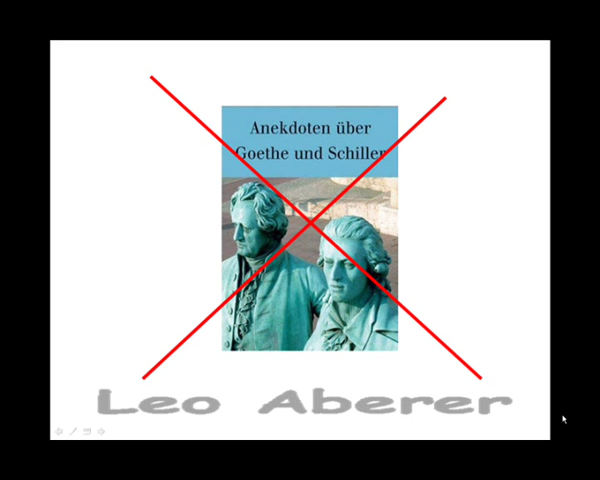 Anekdoten über
Goethe und Schiller
Leo Aberer